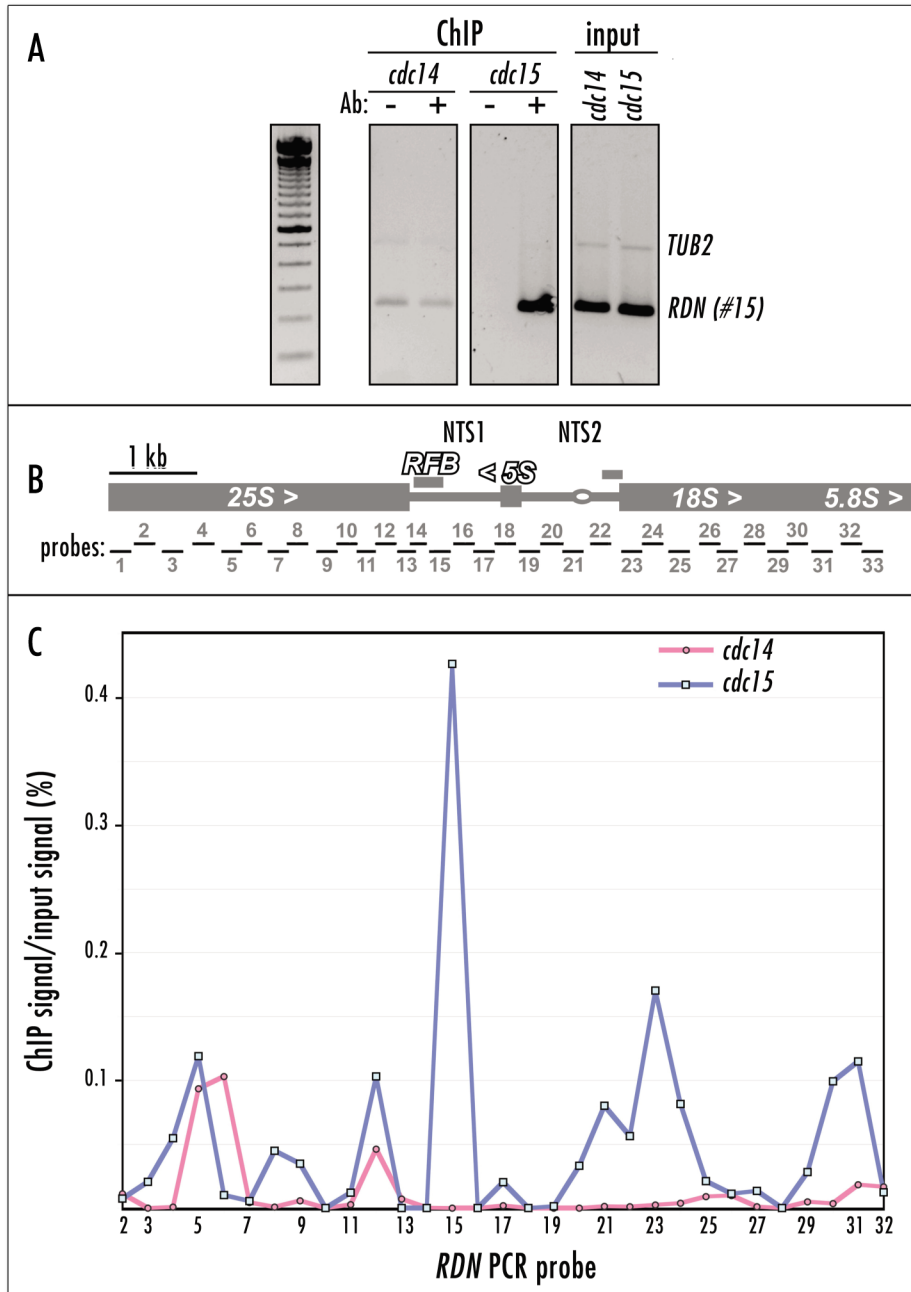 A
ChIP
input
cdc14
cdc15
cdc14
cdc15
Ab:
-
+
-
+
TUB2
RDN (#15)
B
1 kb
NTS1
NTS2
RFB
< 5S
25S >
18S >
5.8S >
2 4 6 8 10 12 14 16 18 20 22 24 26 28 30 32
probes:
1 3 5 7 9 11 13 15 17 19 21 23 25 27 29 31 33
C
cdc14
cdc15
0.4
0.3
0.2
0.1
ChIP signal/input signal (%)
2 3 5 7 9 11 13 15 17 19 21 23 25 27 29 31 32
RDN PCR probe